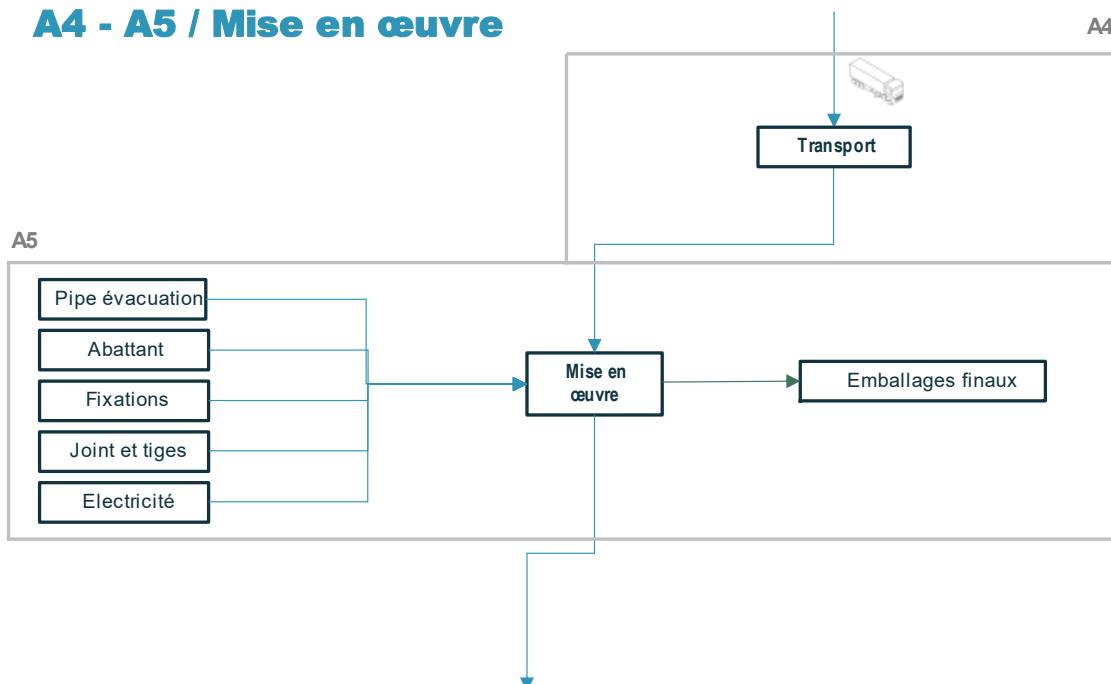 A4 - A5 / Mise en œuvre
A4
Transport
A5
Pipe évacuation
Abattant
Fixations
Joint et tiges
Electricité
Mise en
œuvre
Emballages finaux